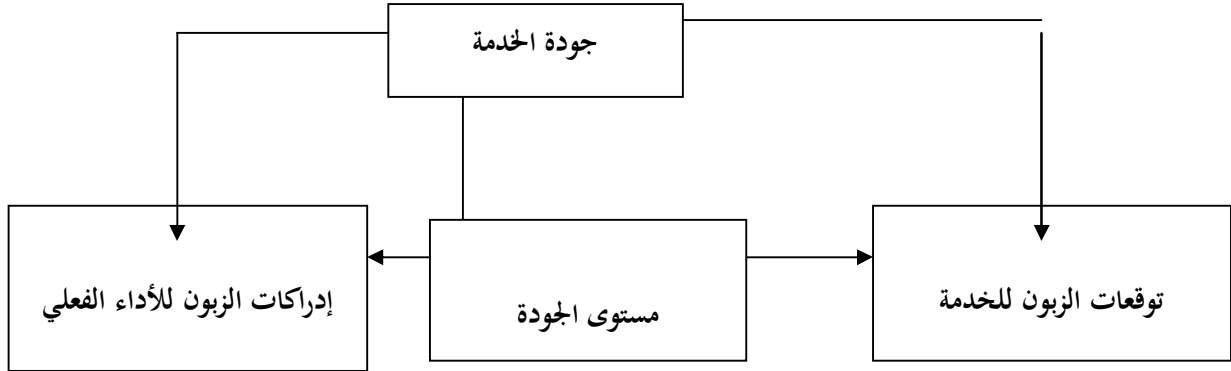 جودة الخدمة
توقعات الزبون للخدمة
مستوى الجودة
إدراكات الزبون للأداء الفعلي